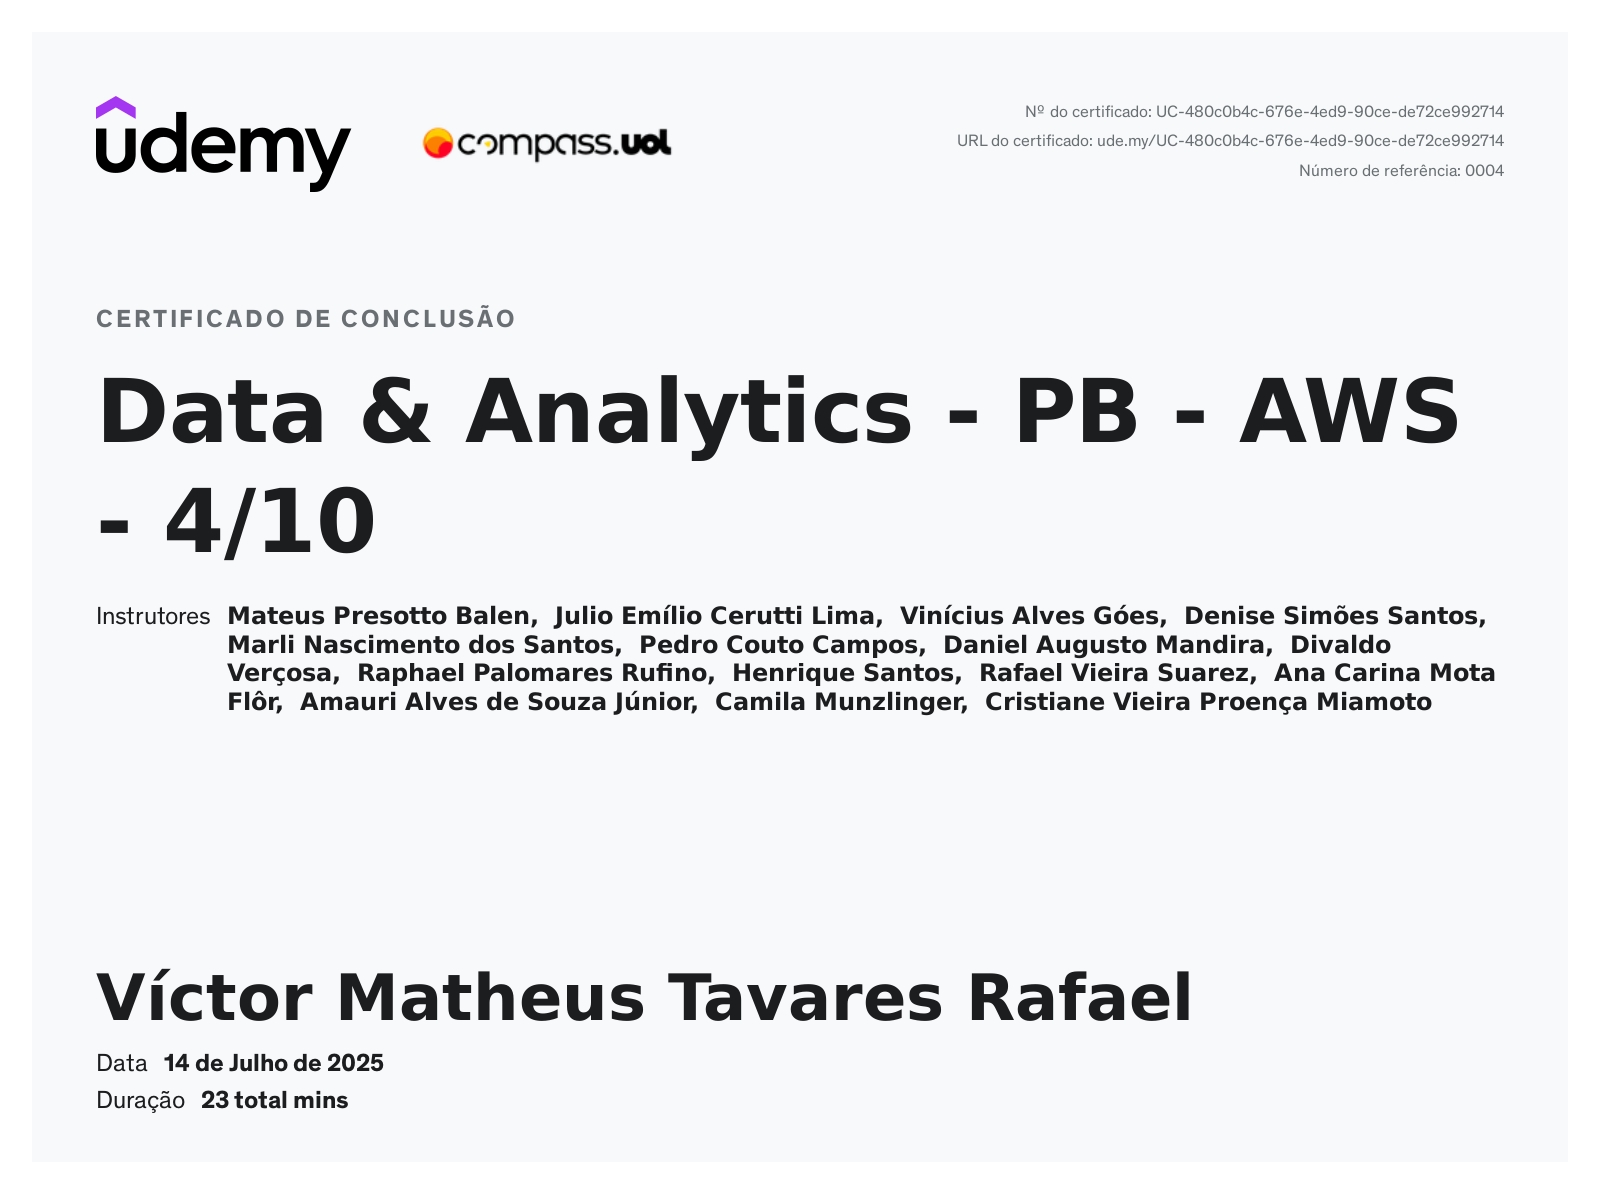 udemy
compass.uol
Nº do certificado: UC-480c0b4c-676e-4ed9-90ce-de72ce992714
URL do certificado: ude.my/UC-480c0b4c-676e-4ed9-90ce-de72ce992714
Número de referência: 0004
CERTIFICADO DE CONCLUSÃO
Data & Analytics - PB - AWS
- 4/10
Instrutores Mateus Presotto Balen, Julio Emílio Cerutti Lima, Vinícius Alves Góes, Denise Simões Santos,
Marli Nascimento dos Santos, Pedro Couto Campos, Daniel Augusto Mandira, Divaldo
Verçosa, Raphael Palomares Rufino, Henrique Santos, Rafael Vieira Suarez, Ana Carina Mota
Flôr, Amauri Alves de Souza Júnior, Camila Munzlinger, Cristiane Vieira Proença Miamoto
Víctor Matheus Tavares Rafael
Data 14 de Julho de 2025
Duração 23 total mins